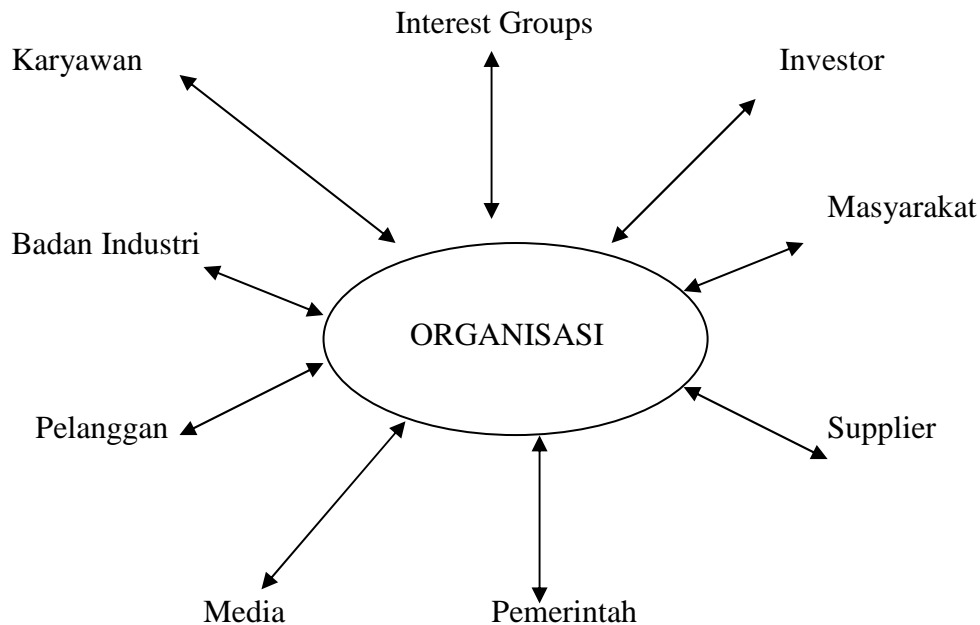 Interest Groups
Karyawan
Investor
Masyarakat
Badan Industri
ORGANISASI
Pelanggan
Supplier
Media
Pemerintah